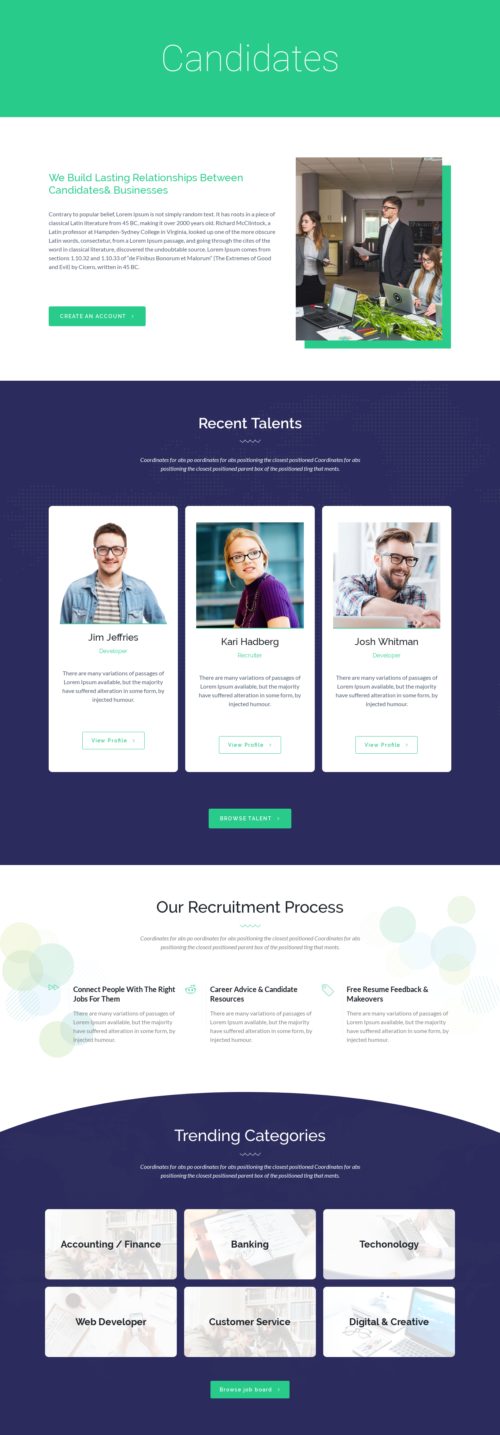 Candidates
We Build Lasting Relationships Between
Candidates& Businesses
Contrary to popular belief, Lorem Ipsum is not simply random text. It has roots in a piece of
classical Latin literature from 45 BC, making it over 2000 years old. Richard McClintock, a
Latin professor at Hampden-Sydney College in Virginia, looked up one of the more obscure
Latin words, consectetur, from a Lorem Ipsum passage, and going through the cites of the
word in classical literature, discovered the undoubtable source. Lorem Ipsum comes from
sections 1.10.32 and 1.10.33 of "de Finibus Bonorum et Malorum" (The Extremes of Good
and Evil) by Cicero, written in 45 BC.
CREATE AN ACCOUNT
Recent Talents
Coordinates for abs po oordinates for abs positioning the closest positioned Coordinates for abs
positioning the closest positioned parent box of the positioned ting that ments.
Jim Jeffries
Developer
There are many variations of passages of
Lorem Ipsum available, but the majority
have suffered alteration in some form, by
injected humour.
View Profile
Kari Hadberg
Recruiter
There are many variations of passages of
Lorem Ipsum available, but the majority
have suffered alteration in some form, by
injected humour.
View Profile
Josh Whitman
Developer
There are many variations of passages of
Lorem Ipsum available, but the majority
have suffered alteration in some form, by
injected humour.
View Profile
BROWSE TALENT
Our Recruitment Process
Coordinates for abs po oordinates for abs positioning the closest positioned Coordinates for abs
positioning the closest positioned parent box of the positioned ting that ments.
Connect People With The Right
Jobs For Them
There are many variations of passages of
Lorem Ipsum available, but the majority
have suffered alteration in some form, by
injected humour.
Career Advice & Candidate
Resources
There are many variations of passages of
Lorem Ipsum available, but the majority
have suffered alteration in some form, by
injected humour.
Free Resume Feedback &
Makeovers
There are many variations of passages of
Lorem Ipsum available, but the majority
have suffered alteration in some form, by
injected humour.
Trending Categories
Coordinates for abs po oordinates for abs positioning the closest positioned Coordinates for abs
positioning the closest positioned parent box of the positioned ting that ments.
Accounting / Finance
Banking
Techonology
Web Developer
Customer Service
Digital & Creative
Browse job board